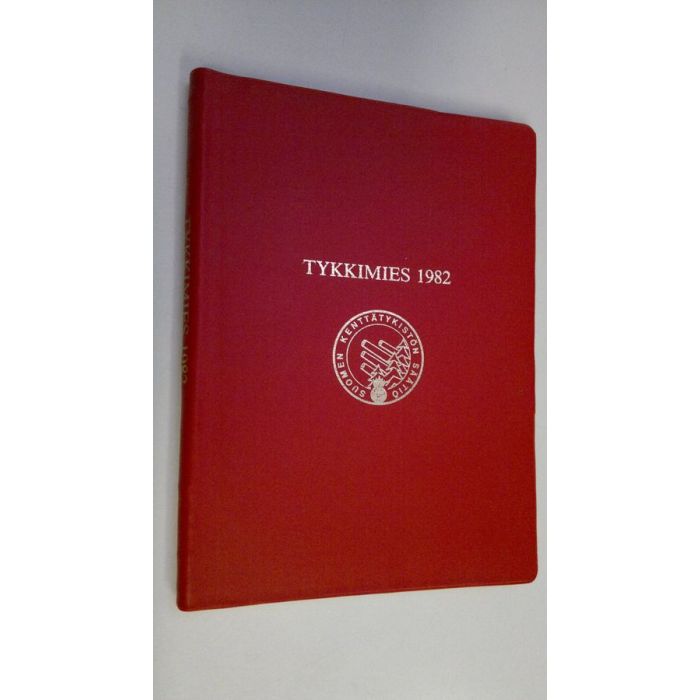 TYKKIMIES 1982
SUOMEN KENTTÄTYKISTÖN SÄÄTIÖ
TYKKIMIES 1982